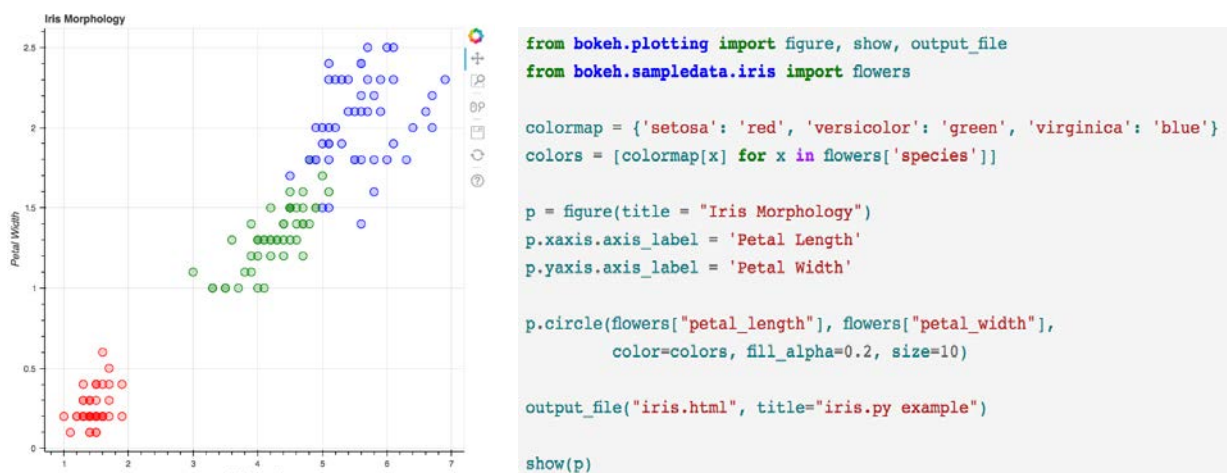 Iris Morphology
2.5
2
1.5
1
0.5
0
Petal Width
1
2
3
4
5
6
7
from bokeh.plotting import figure, show, output_file
from bokeh.sampledata.iris import flowers
colormap = {'setosa': 'red', 'versicolor': 'green', 'virginica': 'blue'}
colors = [colormap[x] for x in flowers['species']]
p = figure(title = "Iris Morphology")
p.xaxis.axis_label = 'Petal Length'
p.yaxis.axis_label = 'Petal Width'
p.circle(flowers["petal_length"], flowers["petal_width"],
color=colors, fill_alpha=0.2, size=10)
output_file("iris.html", title="iris.py example")
show(p)